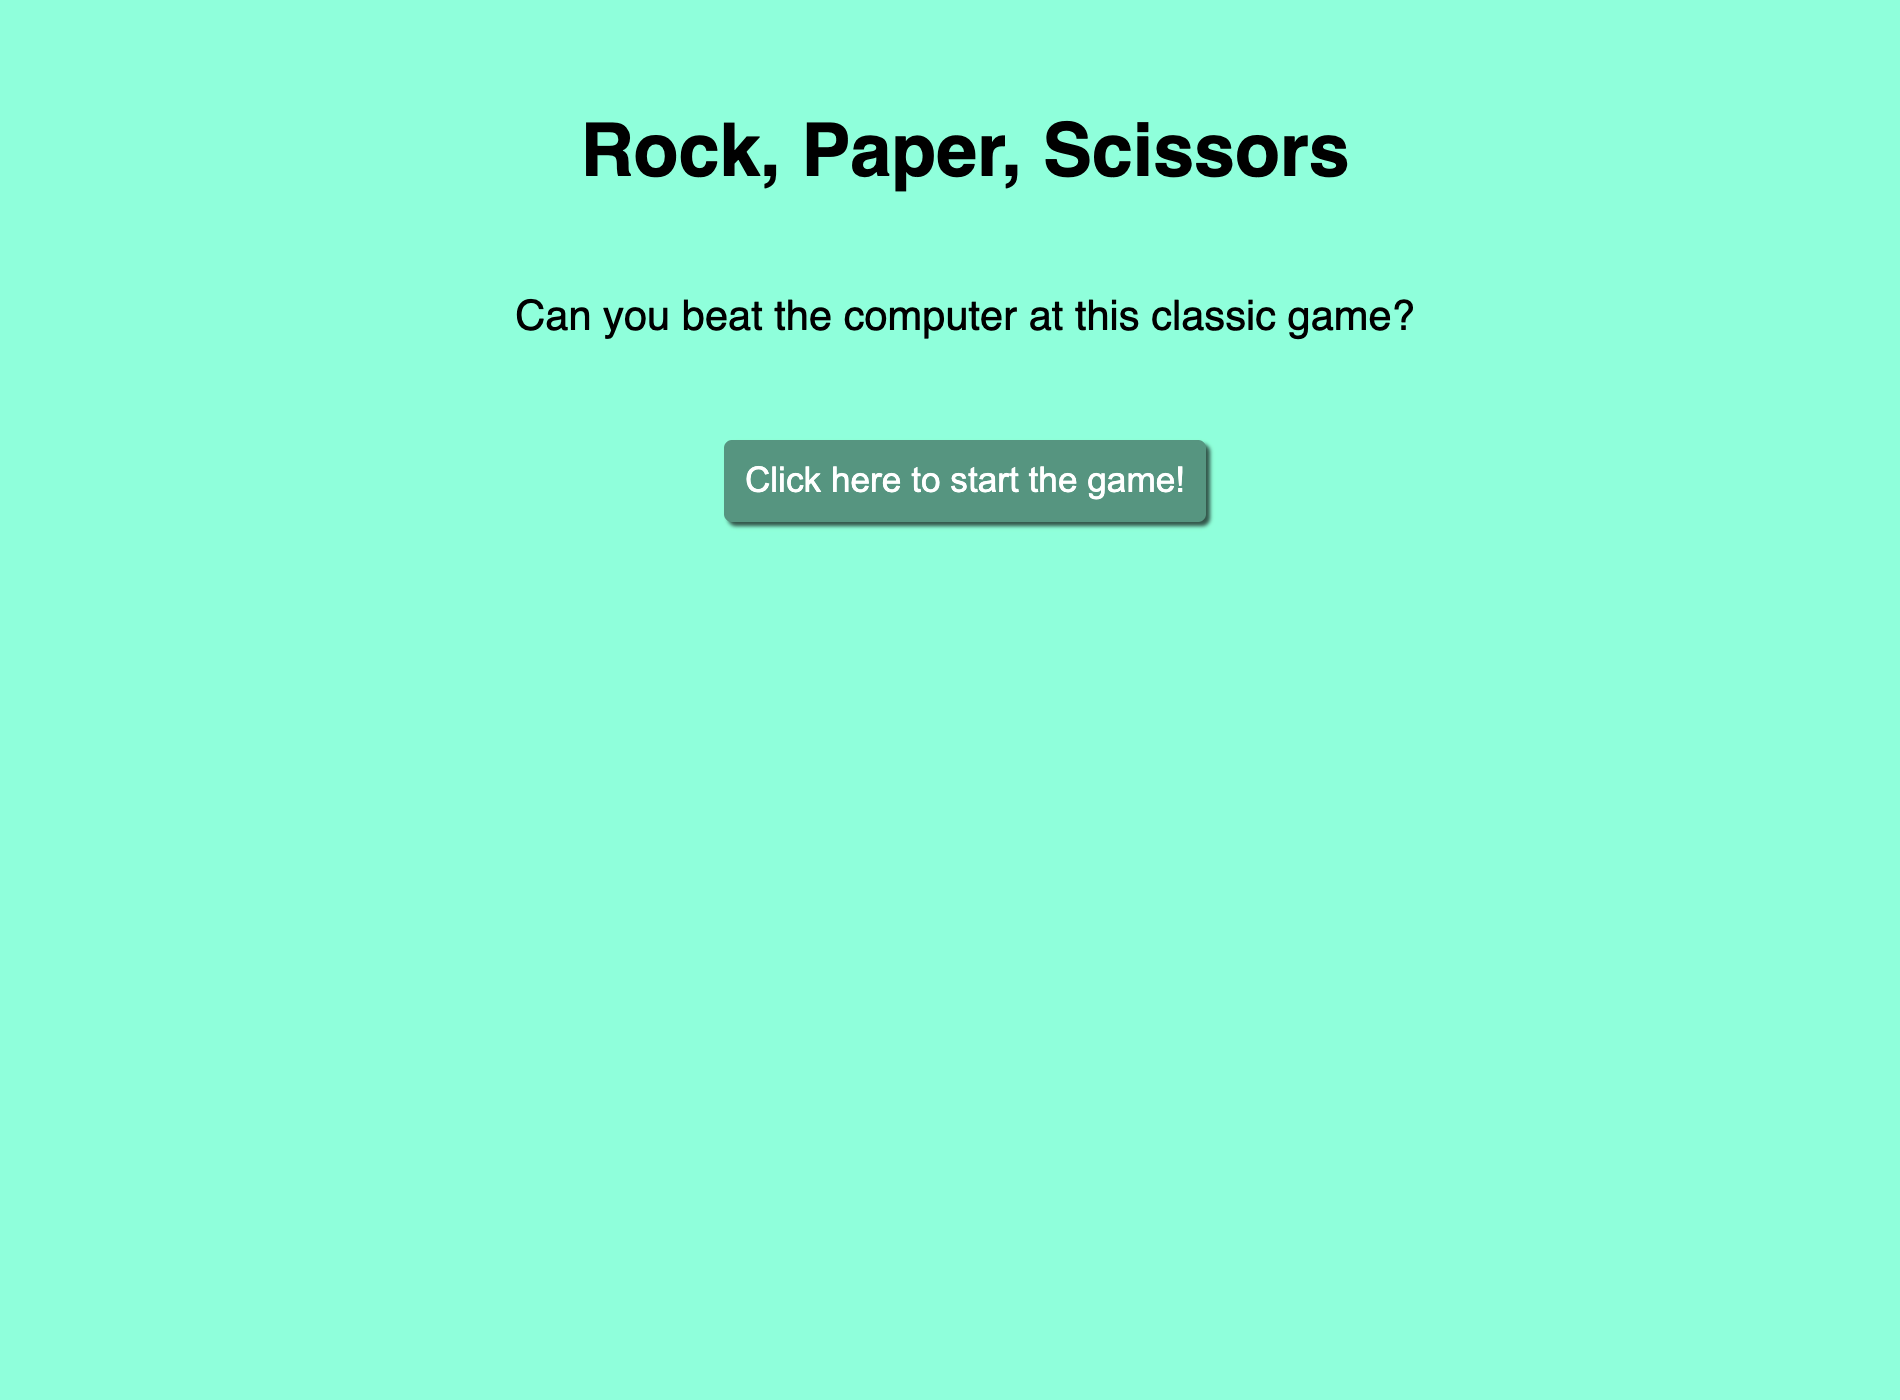 Rock, Paper, Scissors
Can you beat the computer at this classic game?
Click here to start the game!